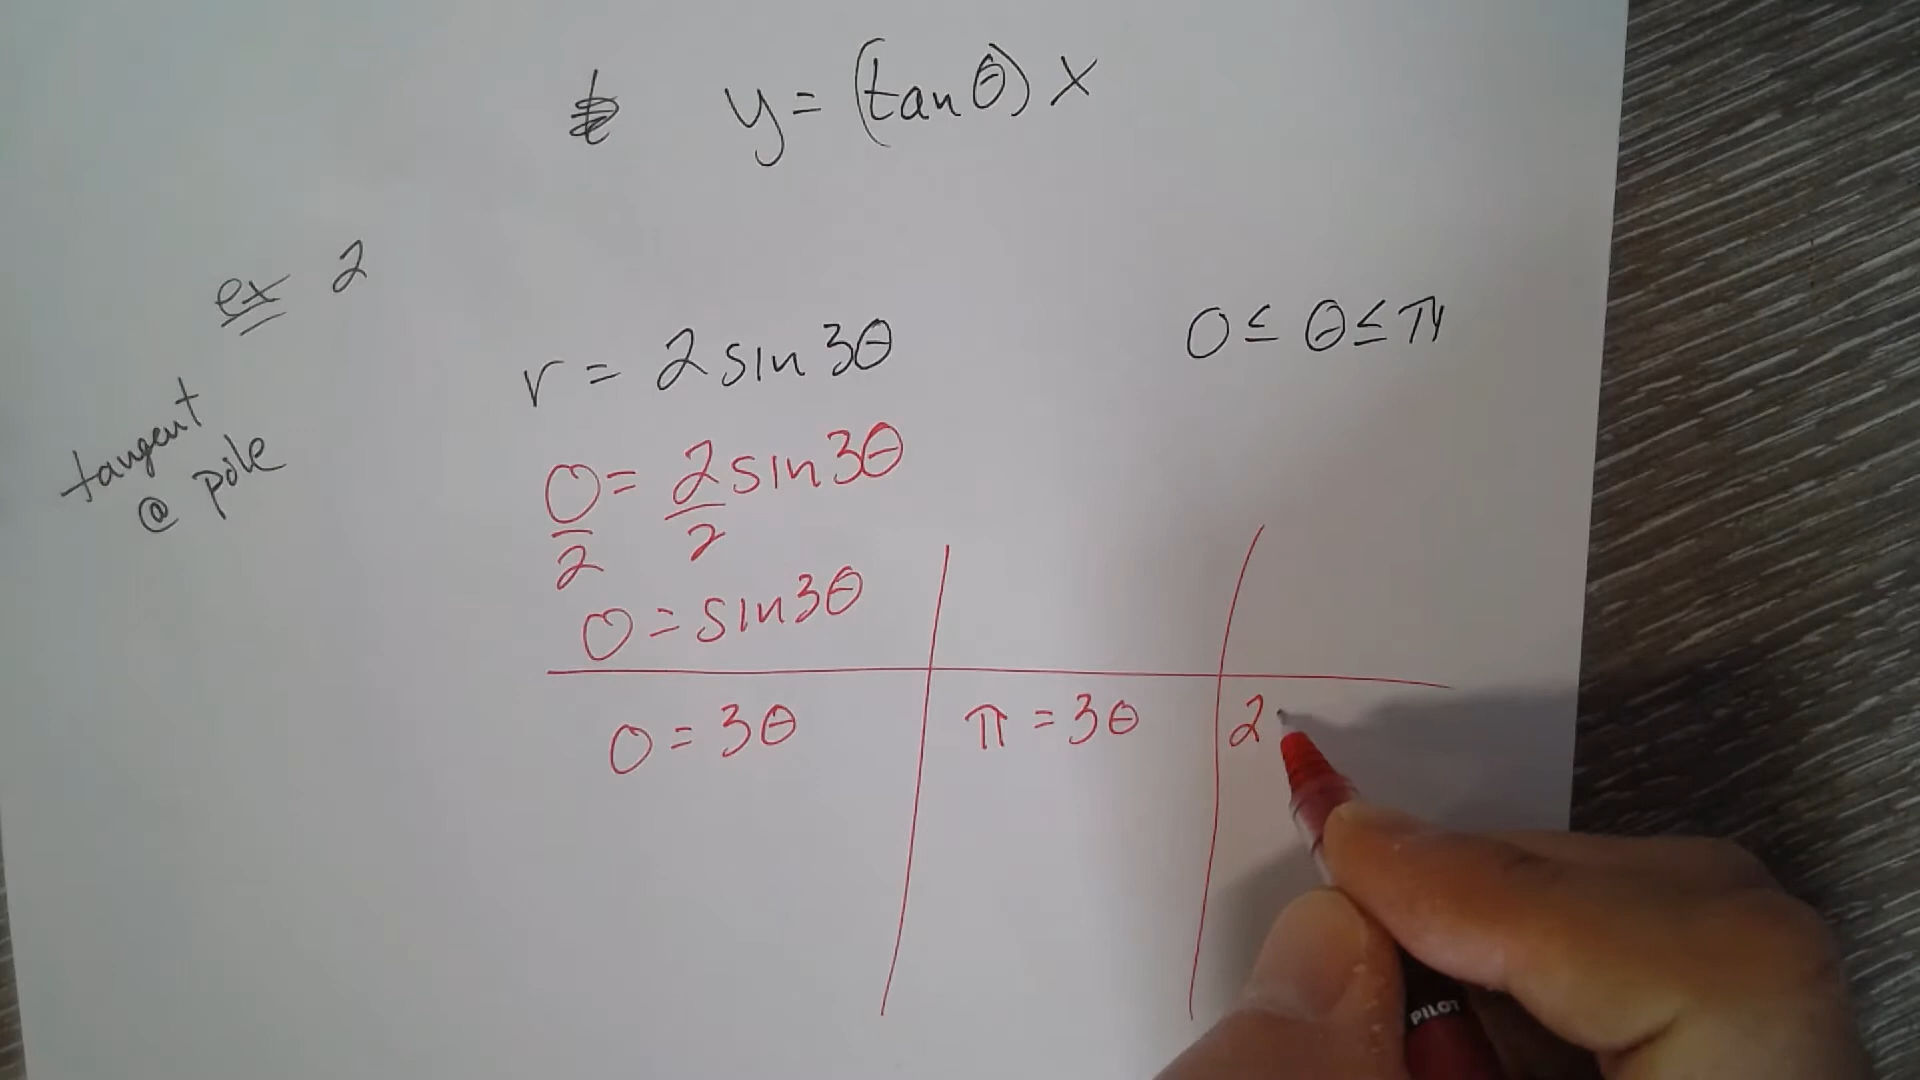 y = (tan θ) x
ex 2
r = 2 sin 3θ
0 ≤ θ ≤ π
tangent
@ pole
0/2 = 2/2 sin 3θ
0 = sin 3θ
0 = 3θ
π = 3θ
2
PILOT